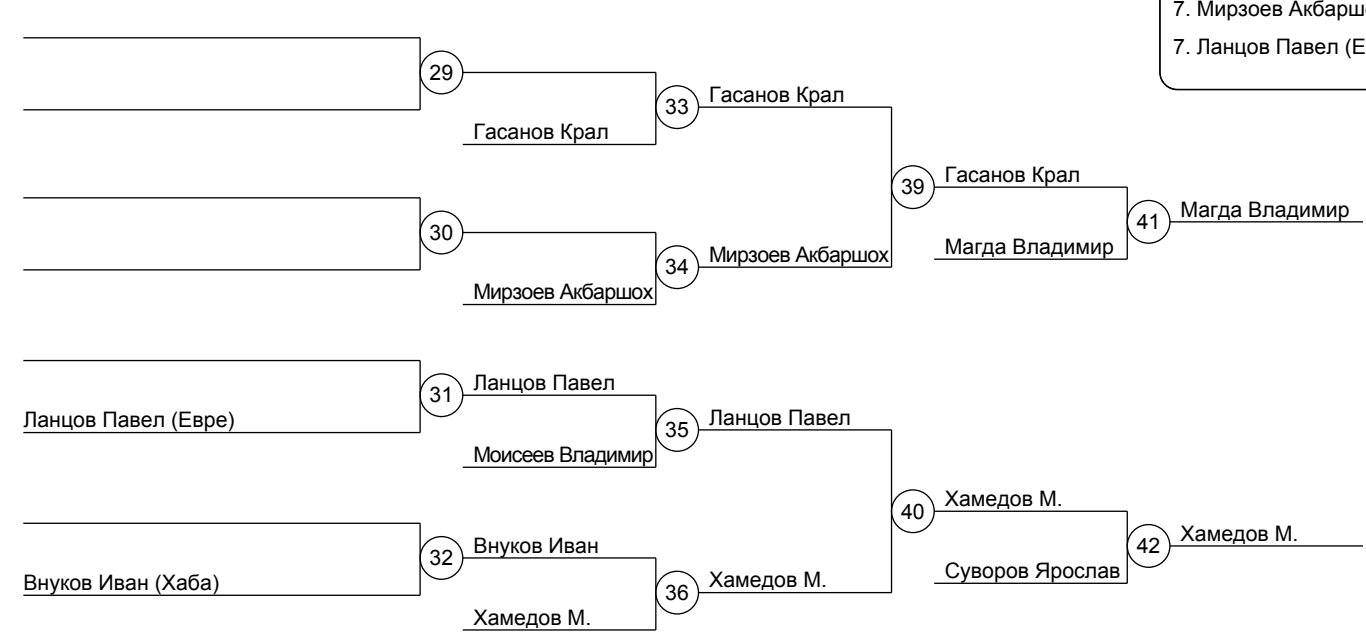 7. Мирзоев Акбарш
7. Ланцов Павел (Е
29
33
Гасанов Крал
Гасанов Крал
39
Гасанов Крал
41
Магда Владимир
Магда Владимир
30
34
Мирзоев Акбаршох
Мирзоев Акбаршох
31
Ланцов Павел
Ланцов Павел (Евре)
35
Ланцов Павел
Моисеев Владимир
40
Хамедов М.
42
Хамедов М.
Суворов Ярослав
32
Внуков Иван
Внуков Иван (Хаба)
36
Хамедов М.
Хамедов М.